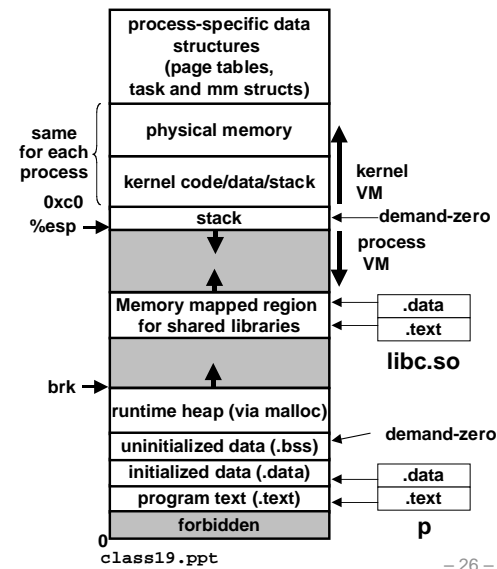 process-specific data
structures
(page tables,
task and mm structs)
same
for each
process
physical memory
kernel code/data/stack
kernel
VM
0xc0
%esp
stack
demand-zero
process
VM
Memory mapped region
for shared libraries
.data
.text
libc.so
brk
runtime heap (via malloc)
uninitialized data (.bss)
demand-zero
initialized data (.data)
.data
program text (.text)
.text
forbidden
p
0
class19.ppt
– 26 –